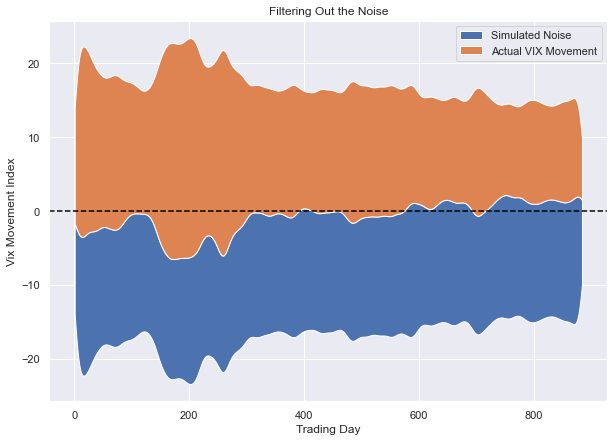 Filtering Out the Noise
Simulated Noise
Actual VIX Movement
Vix Movement Index
20
10
0
−10
−20
0 200 400 600 800
Trading Day